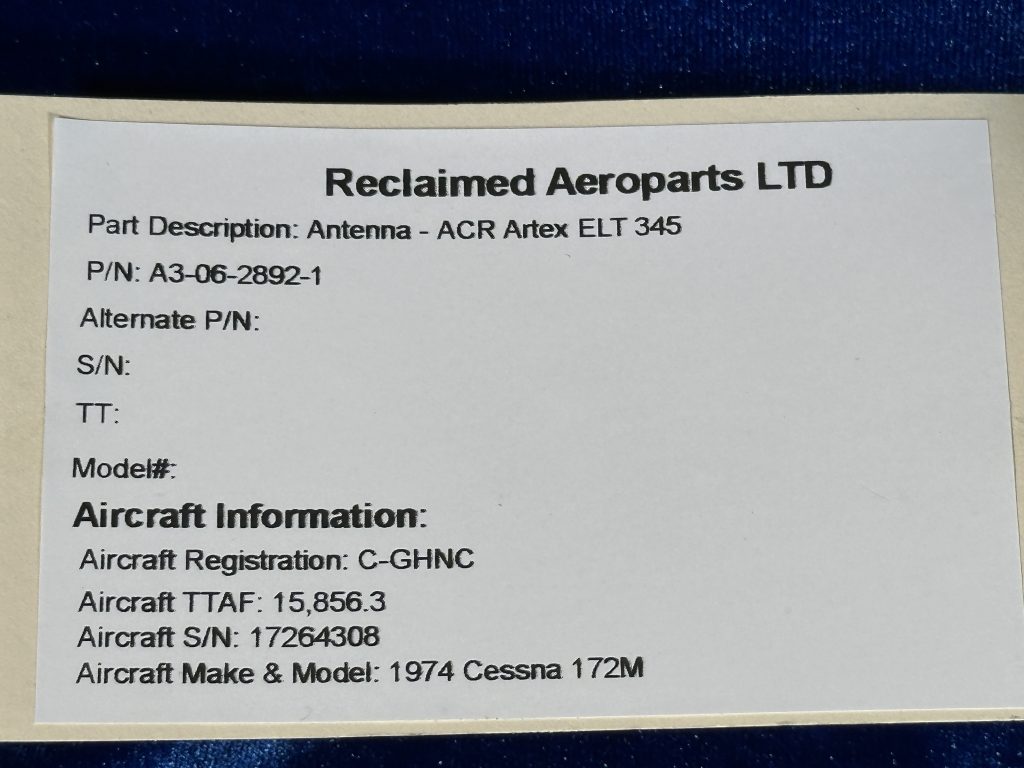 Reclaimed Aeroparts LTD
Part Description: Antenna - ACR Artex ELT 345
P/N: A3-06-2892-1
Alternate P/N:
S/N:
TT:
Model#:
Aircraft Information:
Aircraft Registration: C-GHNC
Aircraft TTAF: 15,856.3
Aircraft S/N: 17264308
Aircraft Make & Model: 1974 Cessna 172M